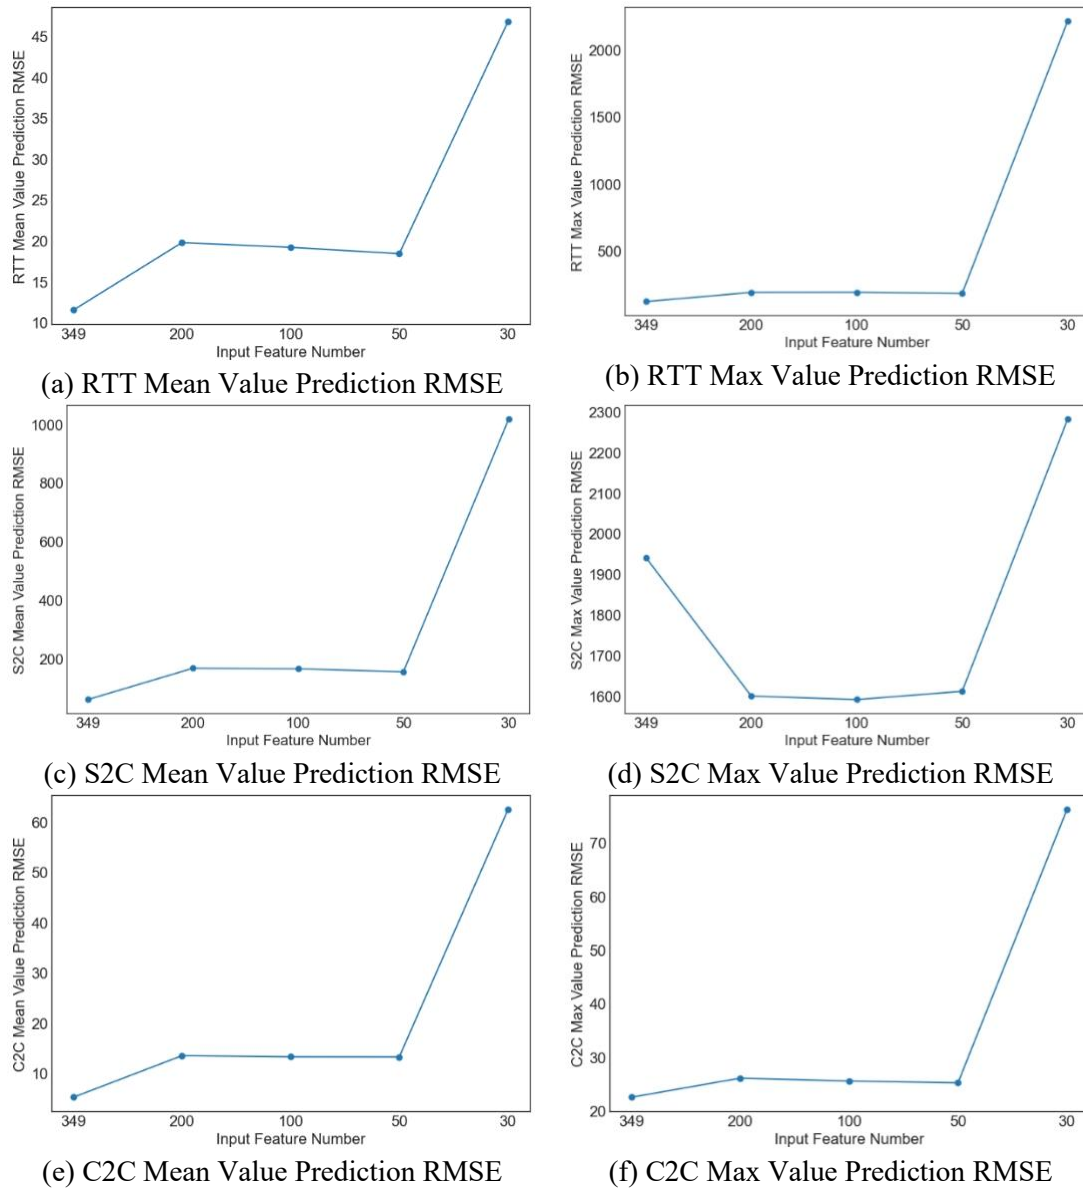 RTT Mean Value Prediction RMSE
45
40
35
30
25
20
15
10
349 200 100 50 30
Input Feature Number
(a) RTT Mean Value Prediction RMSE
RTT Max Value Prediction RMSE
2000
1500
1000
500
349 200 100 50 30
Input Feature Number
(b) RTT Max Value Prediction RMSE
S2C Mean Value Prediction RMSE
1000
800
600
400
200
349 200 100 50 30
Input Feature Number
(c) S2C Mean Value Prediction RMSE
S2C Max Value Prediction RMSE
2300
2200
2100
2000
1900
1800
1700
1600
349 200 100 50 30
Input Feature Number
(d) S2C Max Value Prediction RMSE
C2C Mean Value Prediction RMSE
60
50
40
30
20
10
349 200 100 50 30
Input Feature Number
(e) C2C Mean Value Prediction RMSE
C2C Max Value Prediction RMSE
70
60
50
40
30
20
349 200 100 50 30
Input Feature Number
(f) C2C Max Value Prediction RMSE